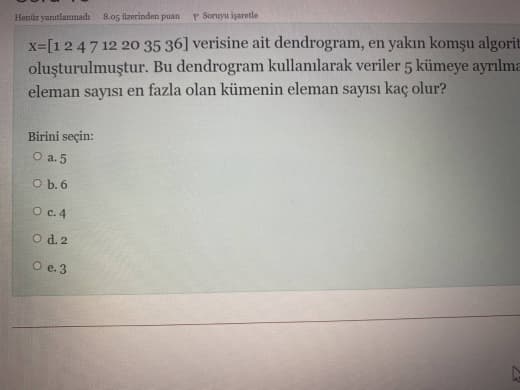 Henüz yanıtlanmadı 8.05 üzerinden puan Soruyu işaretle
x=[1 2 4 7 12 20 35 36] verisine ait dendrogram, en yakın komşu algorit
oluşturulmuştur. Bu dendrogram kullanılarak veriler 5 kümeye ayrılma
eleman sayısı en fazla olan kümenin eleman sayısı kaç olur?
Birini seçin:
a. 5
b. 6
c. 4
d. 2
e. 3